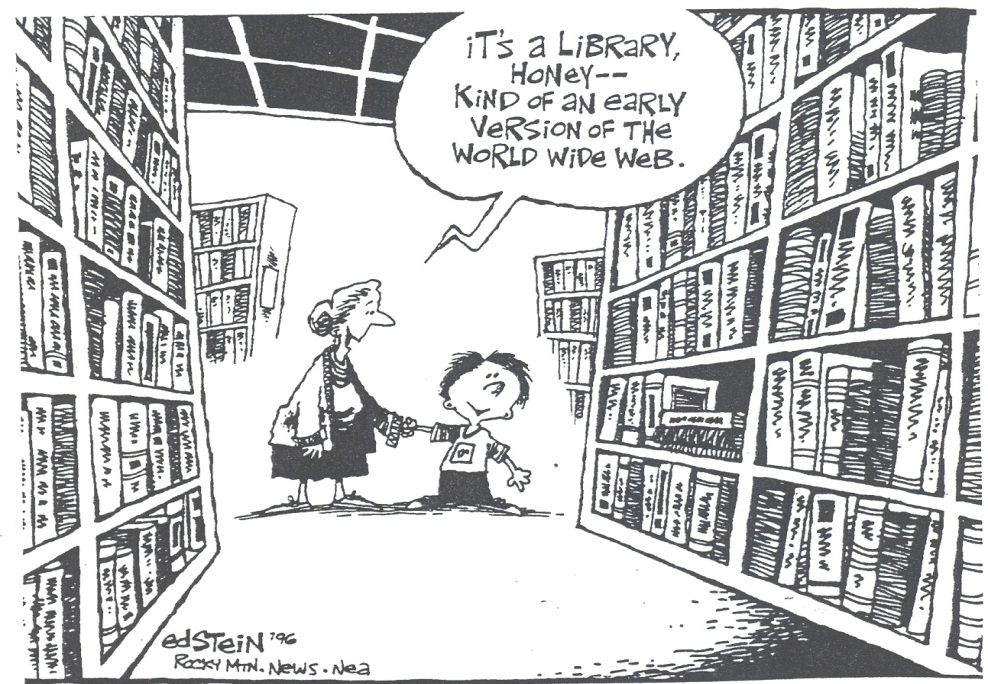 iT's a LiBRaRY,
HONeY--
KiND OF aN eaRLY
VeRSiON OF THe
WORLD WiDe WeB.
edSTeiN '96
ROCKY MTN. NeWS • Nea